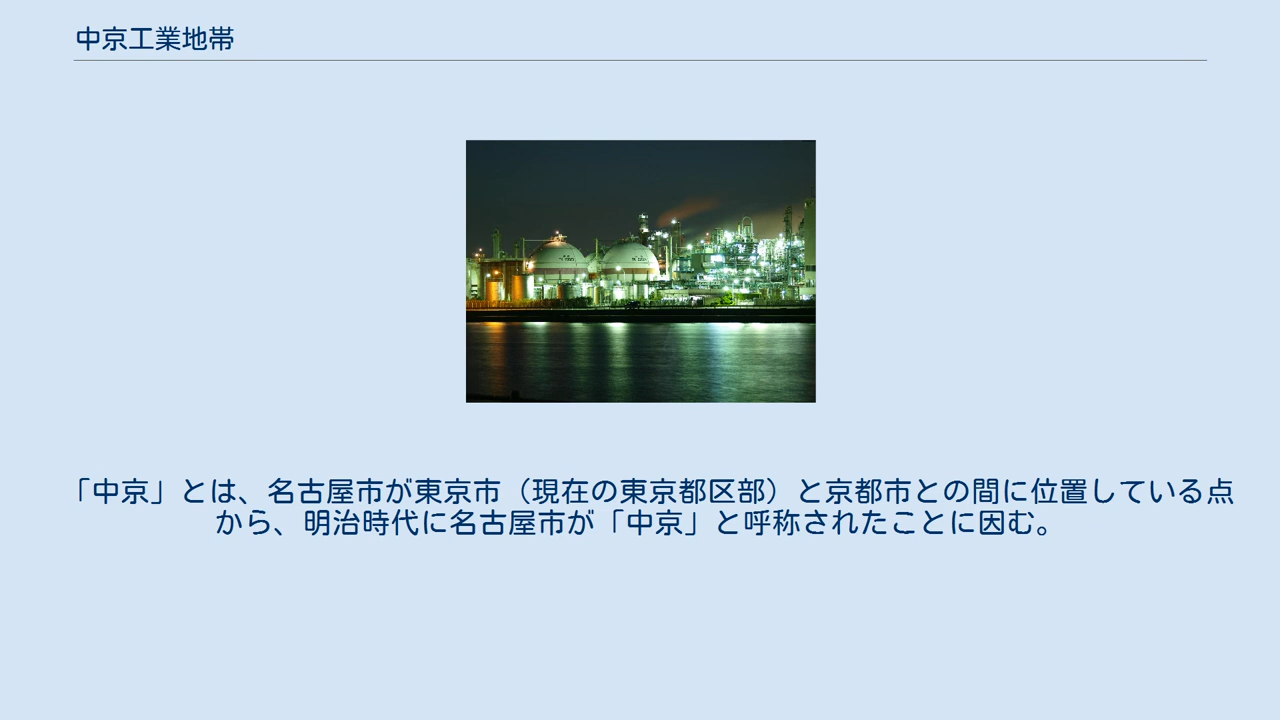 中京工業地帯
「中京」とは、名古屋市が東京市（現在の東京都区部）と京都市との間に位置している点
から、明治時代に名古屋市が「中京」と呼称されたことに因む。